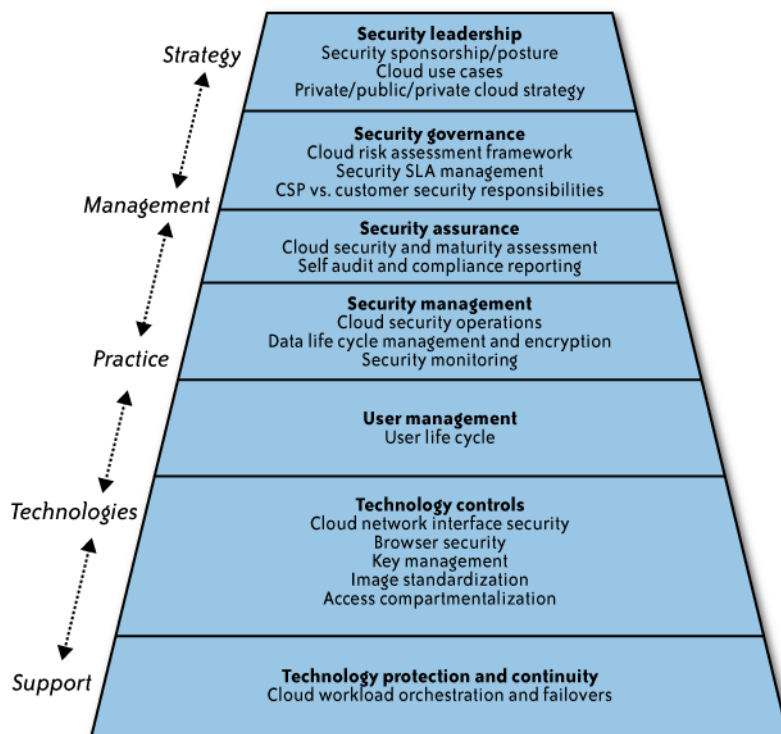 Strategy
Security leadership
Security sponsorship/posture
Cloud use cases
Private/public/private cloud strategy
Management
Security governance
Cloud risk assessment framework
Security SLA management
CSP vs. customer security responsibilities
Security assurance
Cloud security and maturity assessment
Self audit and compliance reporting
Practice
Security management
Cloud security operations
Data life cycle management and encryption
Security monitoring
User management
User life cycle
Technologies
Technology controls
Cloud network interface security
Browser security
Key management
Image standardization
Access compartmentalization
Support
Technology protection and continuity
Cloud workload orchestration and failovers